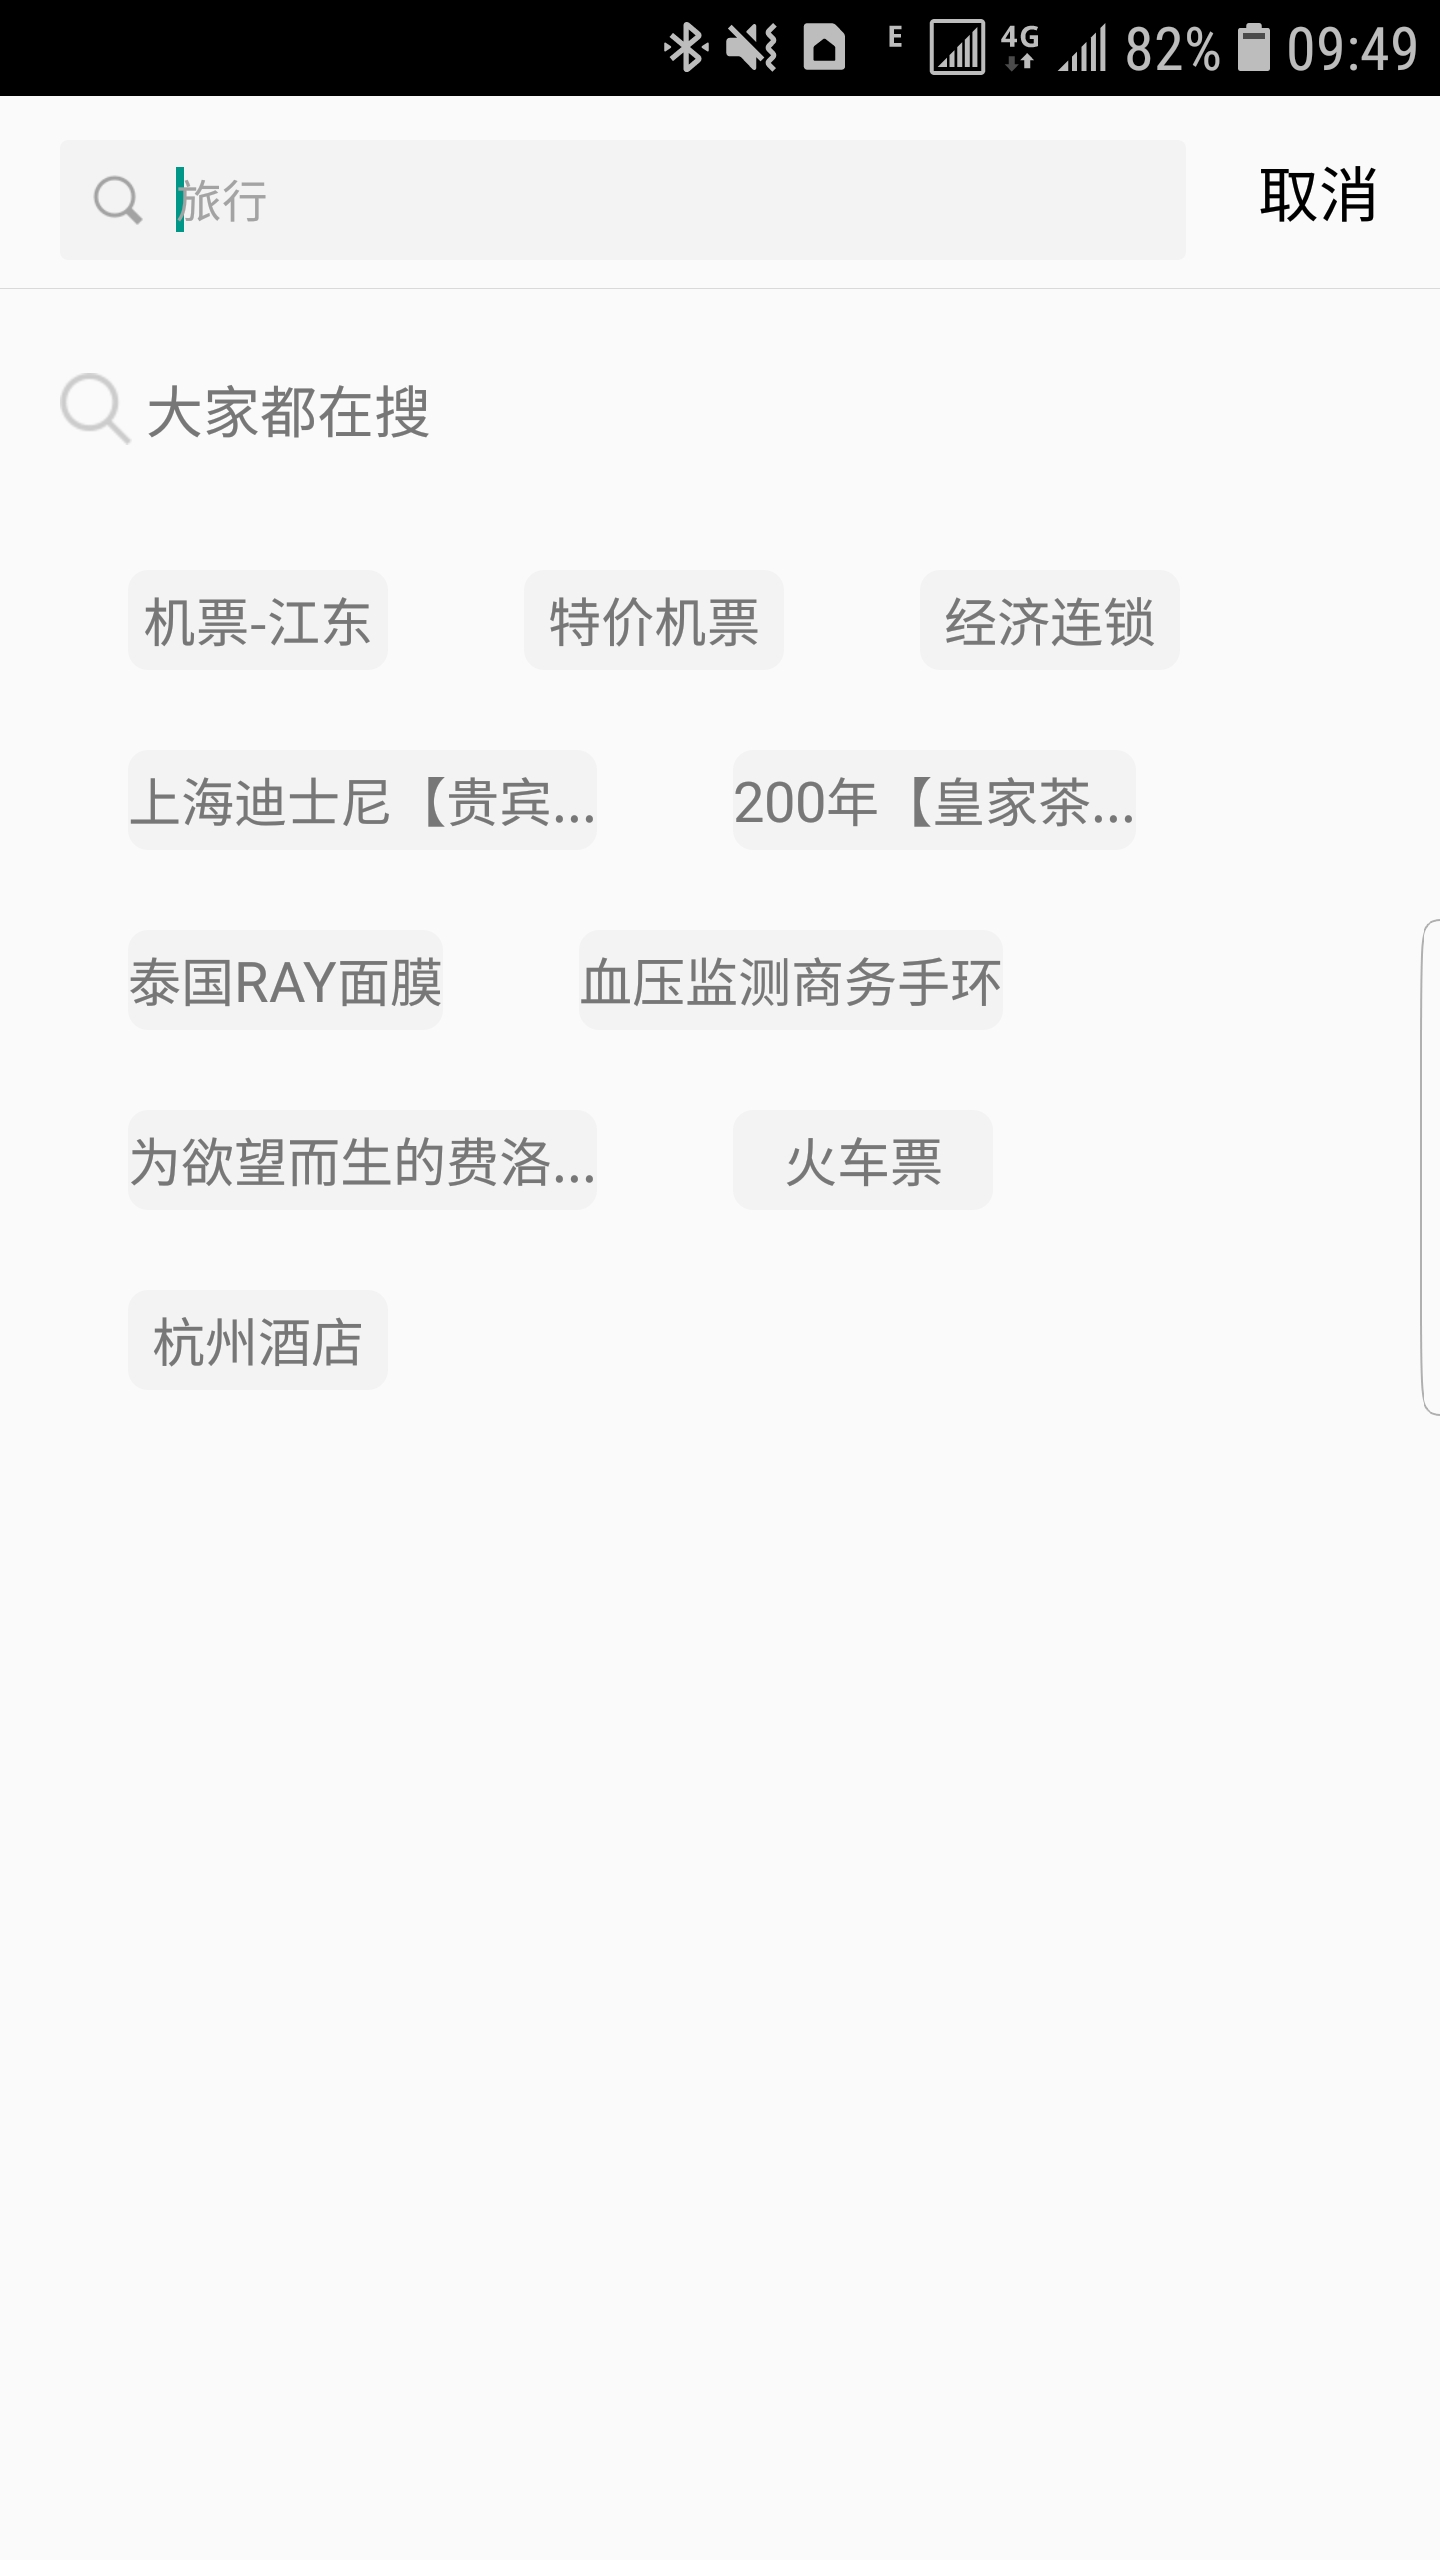 E 4G 82% 09:49
旅行 取消
大家都在搜
机票-江东 特价机票 经济连锁
上海迪士尼【贵宾... 200年【皇家茶...
泰国RAY面膜 血压监测商务手环
为欲望而生的费洛... 火车票
杭州酒店